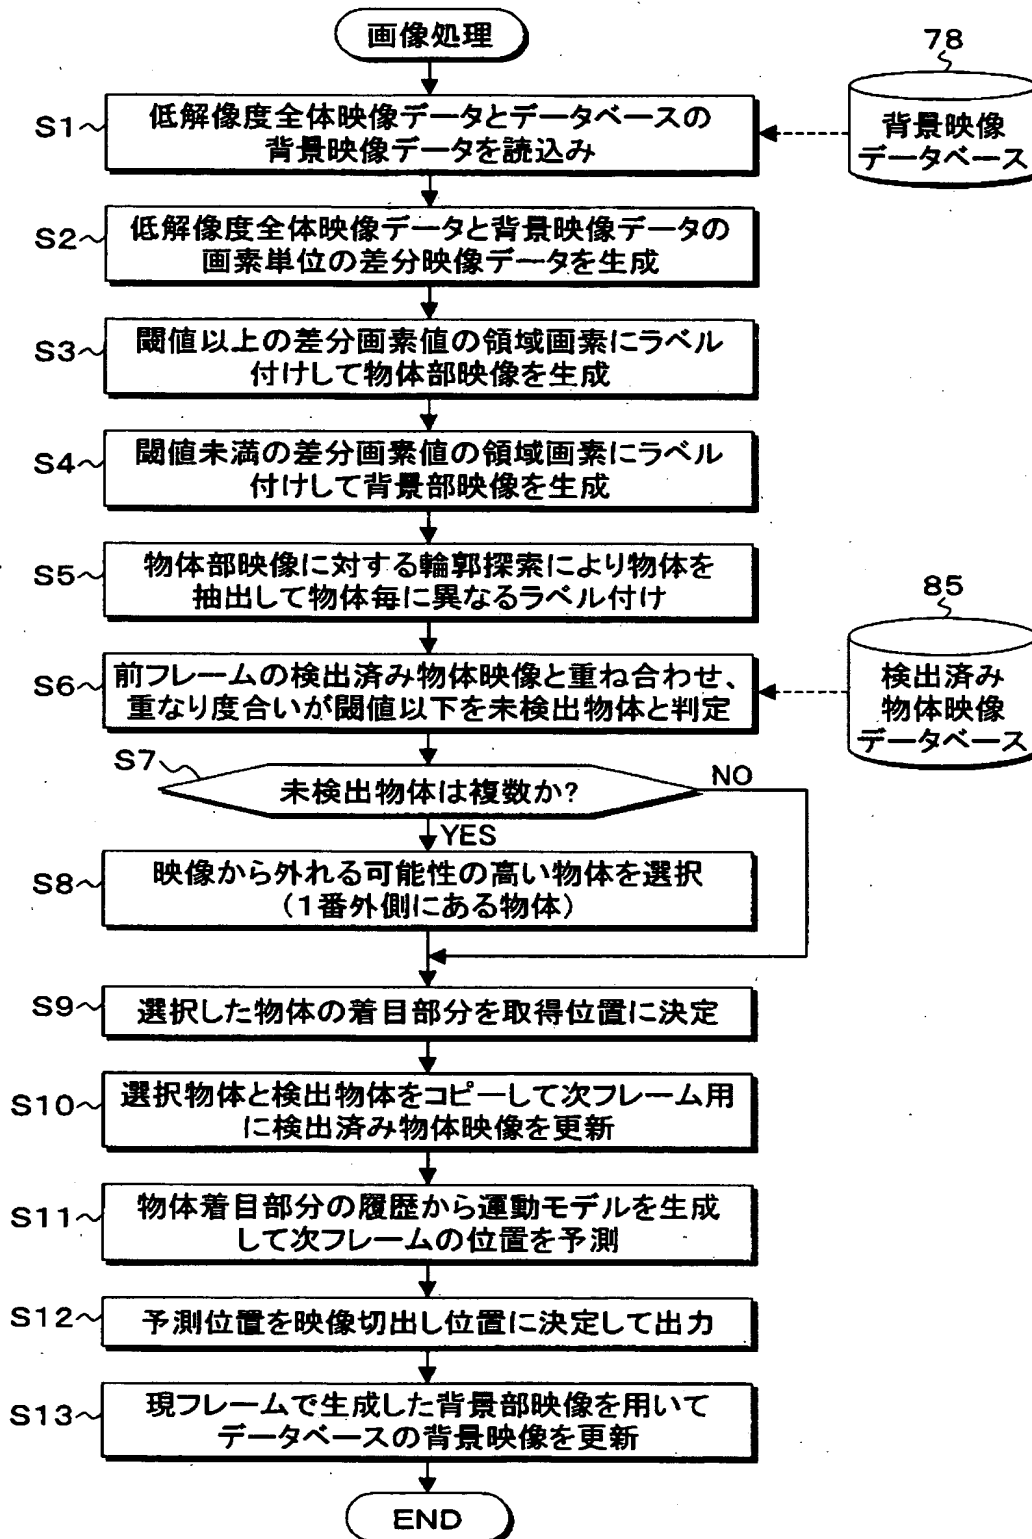 画像処理
78
背景映像
データベース
S1
低解像度全体映像データとデータベースの
背景映像データを読込み
S2
低解像度全体映像データと背景映像データの
画素単位の差分映像データを生成
S3
閾値以上の差分画素値の領域画素にラベル
付けして物体部映像を生成
S4
閾値未満の差分画素値の領域画素にラベル
付けして背景部映像を生成
S5
物体部映像に対する輪郭探索により物体を
抽出して物体毎に異なるラベル付け
85
検出済み
物体映像
データベース
S6
前フレームの検出済み物体映像と重ね合わせ、
重なり度合いが閾値以下を未検出物体と判定
S7
未検出物体は複数か?
NO
YES
S8
映像から外れる可能性の高い物体を選択
(1番外側にある物体)
S9
選択した物体の着目部分を取得位置に決定
S10
選択物体と検出物体をコピーして次フレーム用
に検出済み物体映像を更新
S11
物体着目部分の履歴から運動モデルを生成
して次フレームの位置を予測
S12
予測位置を映像切出し位置に決定して出力
S13
現フレームで生成した背景部映像を用いて
データベースの背景映像を更新
END